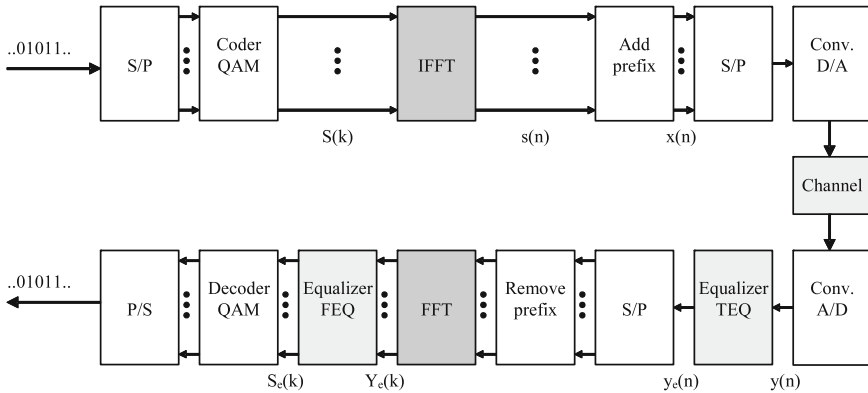 ..01011..
S/P
Coder
QAM
IFFT
Add
prefix
S/P
Conv.
D/A
S(k)
s(n)
x(n)
Channel
..01011..
P/S
Decoder
QAM
Equalizer
FEQ
FFT
Remove
prefix
S/P
Equalizer
TEQ
Conv.
A/D
Sₑ(k)
Yₑ(k)
yₑ(n)
y(n)